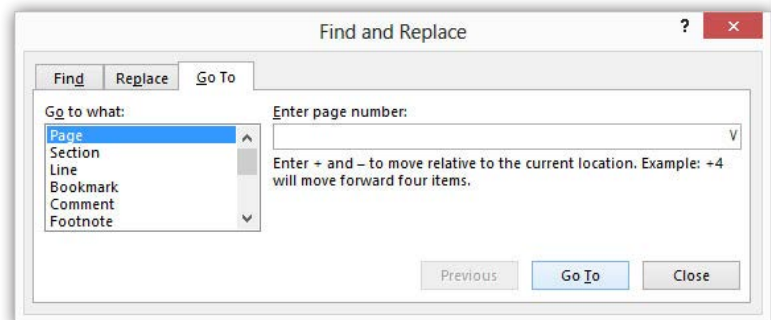 Find and Replace
?
×
Find
Replace
Go To
Go to what:
Page
Section
Line
Bookmark
Comment
Footnote
Enter page number:
Enter + and – to move relative to the current location. Example: +4
will move forward four items.
Previous
Go To
Close